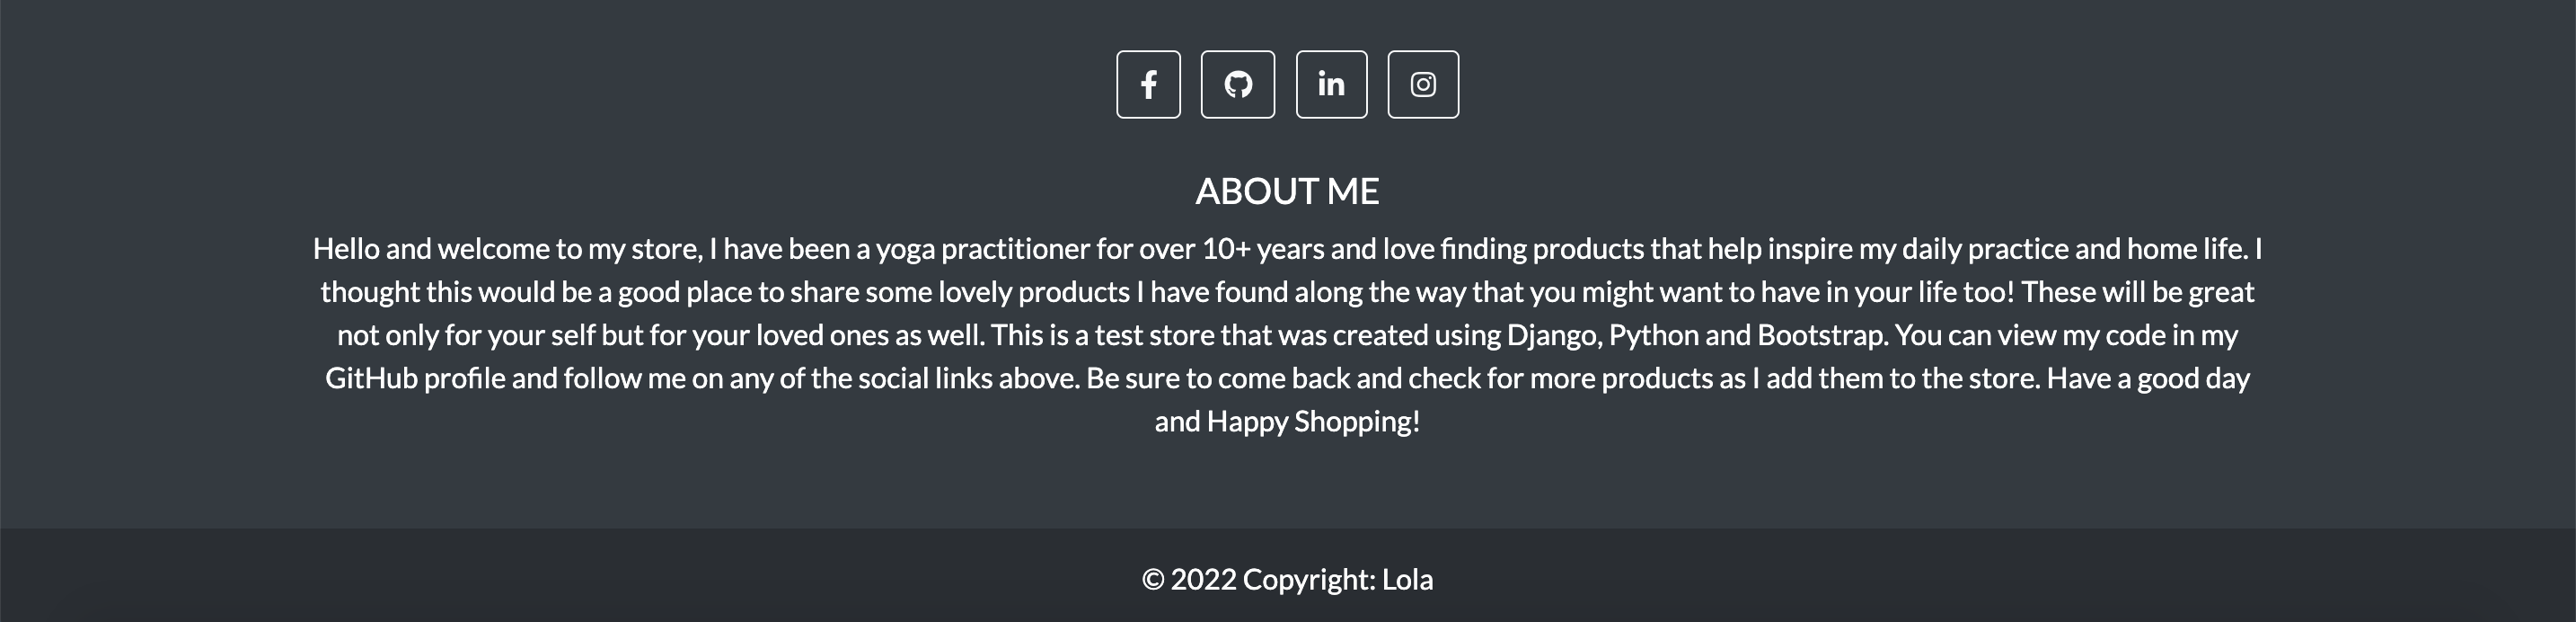 ABOUT ME
Hello and welcome to my store, I have been a yoga practitioner for over 10+ years and love finding products that help inspire my daily practice and home life. I
thought this would be a good place to share some lovely products I have found along the way that you might want to have in your life too! These will be great
not only for your self but for your loved ones as well. This is a test store that was created using Django, Python and Bootstrap. You can view my code in my
GitHub profile and follow me on any of the social links above. Be sure to come back and check for more products as I add them to the store. Have a good day
and Happy Shopping!
© 2022 Copyright: Lola